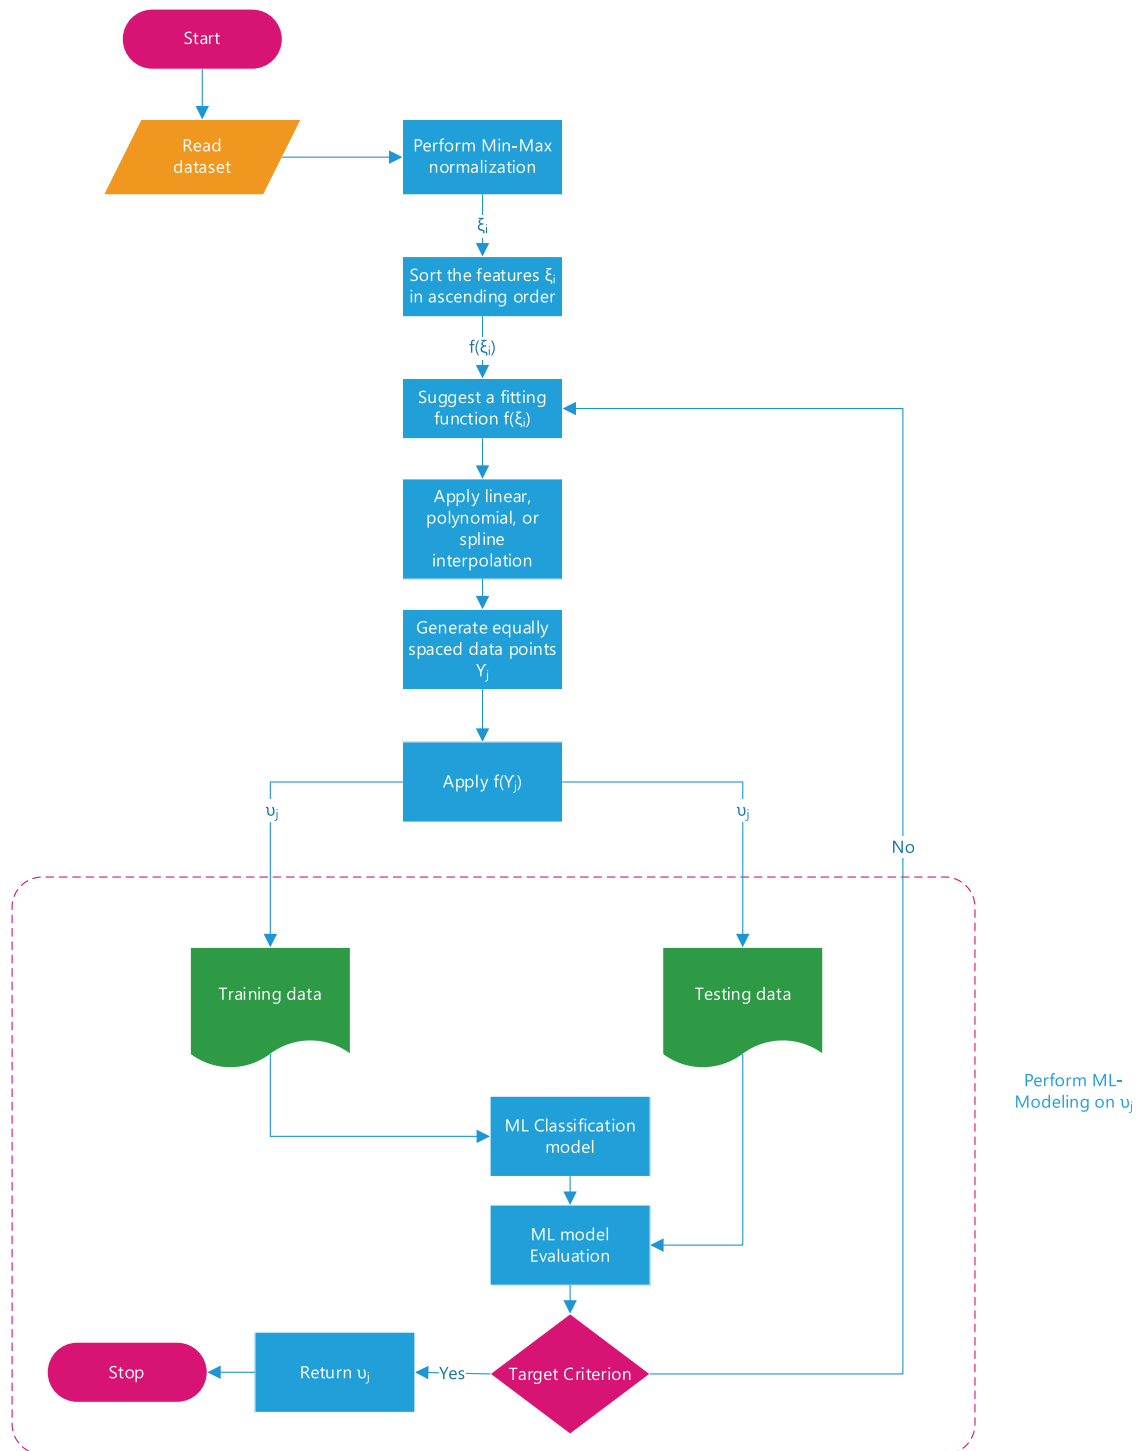 Start
Read
dataset
Perform Min-Max
normalization
ξi
Sort the features ξi
in ascending order
f(ξi)
Suggest a fitting
function f(ξi)
Apply linear,
polynomial, or
spline
interpolation
Generate equally
spaced data points
ϒj
Apply f(ϒj)
υj
υj
No
Training data
Testing data
Perform ML-
Modeling on υj
ML Classification
model
ML model
Evaluation
Target Criterion
Yes
Return υj
Stop